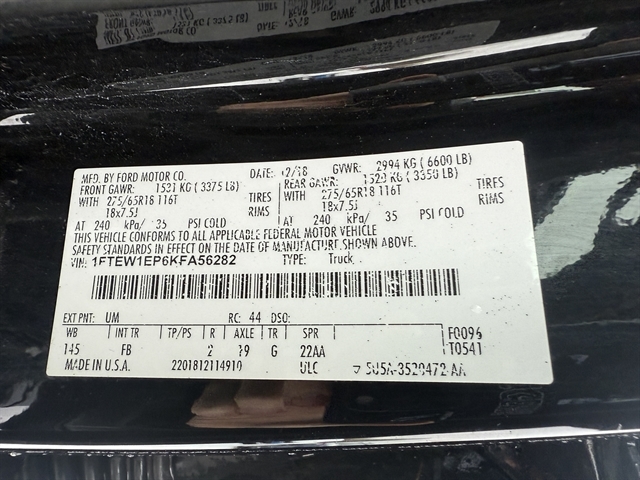 MFD. BY FORD MOTOR CO. DATE: 12/18 GVWR: 2994 KG ( 6600 LB)
FRONT GAWR: 1531 KG ( 3375 LB) REAR GAWR: 1520 KG ( 3350 LB)
WITH 275/65R18 116T TIRES WITH 275/65R18 116T TIRES
18x7.5J RIMS 18x7.5J RIMS
AT 240 kPa/ 35 PSI COLD AT 240 kPa/ 35 PSI COLD
THIS VEHICLE CONFORMS TO ALL APPLICABLE FEDERAL MOTOR VEHICLE
SAFETY STANDARDS IN EFFECT ON THE DATE OF MANUFACTURE SHOWN ABOVE.
VIN: 1FTEW1EP6KFA56282 TYPE: Truck
EXT PNT: UM RC: 44 DSO:
WB INT TR TP/PS R AXLE TR SPR F0096
145 FB 2 19 G 22AA T0541
MADE IN U.S.A. 2201812114910 ULC 5U5A-3520472-AA